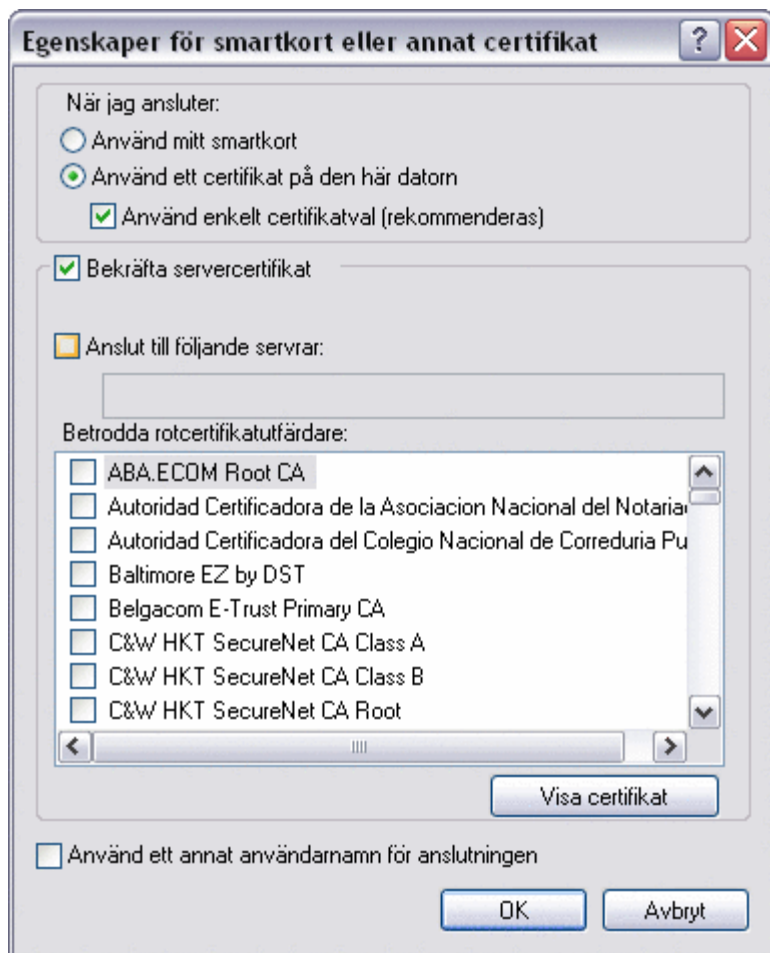 Egenskaper för smartkort eller annat certifikat
När jag ansluter:
Använd mitt smartkort
Använd ett certifikat på den här datorn
Använd enkelt certifikatval (rekommenderas)
Bekräfta servercertifikat
Anslut till följande servrar:
Betrodda rotcertifikatutfärdare:
ABA.ECOM Root CA
Autoridad Certificadora de la Asociacion Nacional del Notaria
Autoridad Certificadora del Colegio Nacional de Correduria Pu
Baltimore EZ by DST
Belgacom E-Trust Primary CA
C&W HKT SecureNet CA Class A
C&W HKT SecureNet CA Class B
C&W HKT SecureNet CA Root
Visa certifikat
Använd ett annat användarnamn för anslutningen
OK
Avbryt